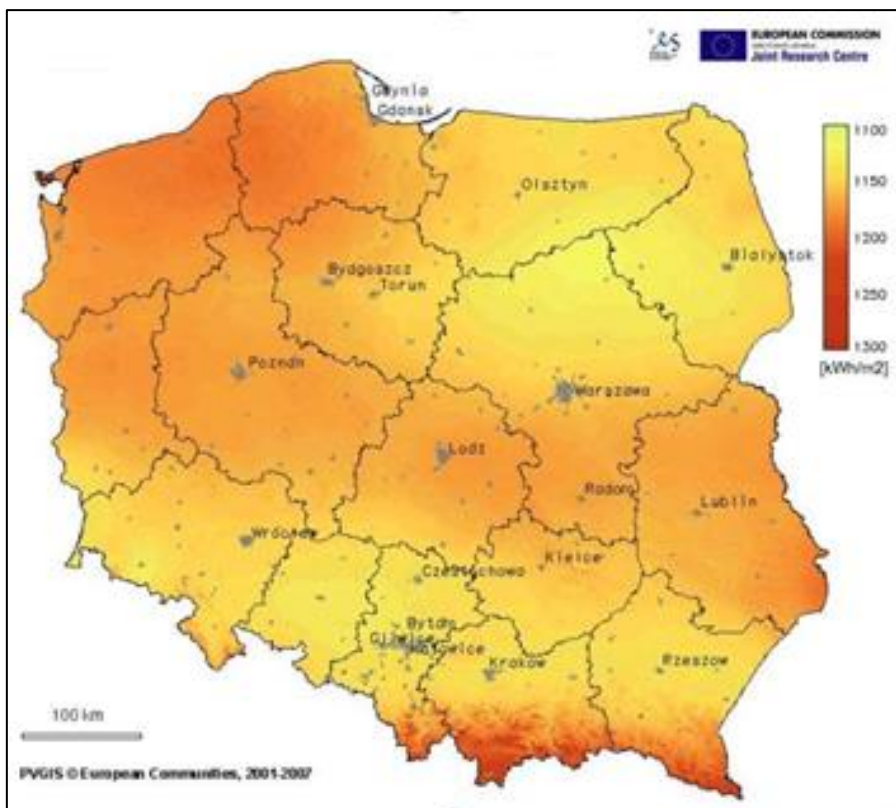 EUROPEAN COMMISSION
Joint Research Centre
Gdynia
Gdansk
1100
Olsztyn
1150
1200
Bialystok
Bydgoszcz
Torun
1250
1300
[kWh/m2]
Poznan
Warszawa
Lodz
Radom
Lublin
Wroclaw
Kielce
Czestochowa
Bytom
Gliwice
Katowice
Krakow
Rzeszow
100 km
PVGIS © European Communities, 2001-2007